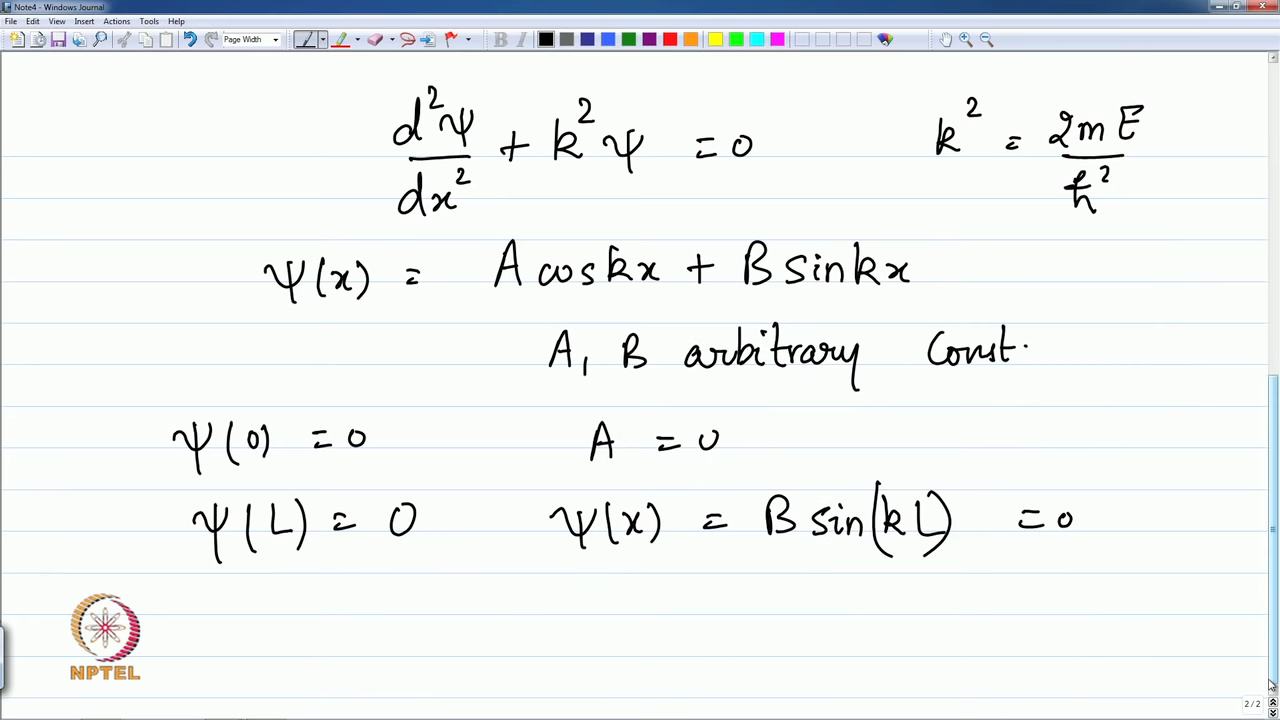 Note4 - Windows Journal
File Edit View Insert Actions Tools Help
Page Width
d²ψ/dx² + k²ψ = 0 k² = 2mE/ħ²
ψ(x) = A cos kx + B sin kx
A, B arbitrary Const.
ψ(0) = 0 A = 0
ψ(L) = 0 ψ(x) = B sin(kL) = 0
NPTEL
2/2